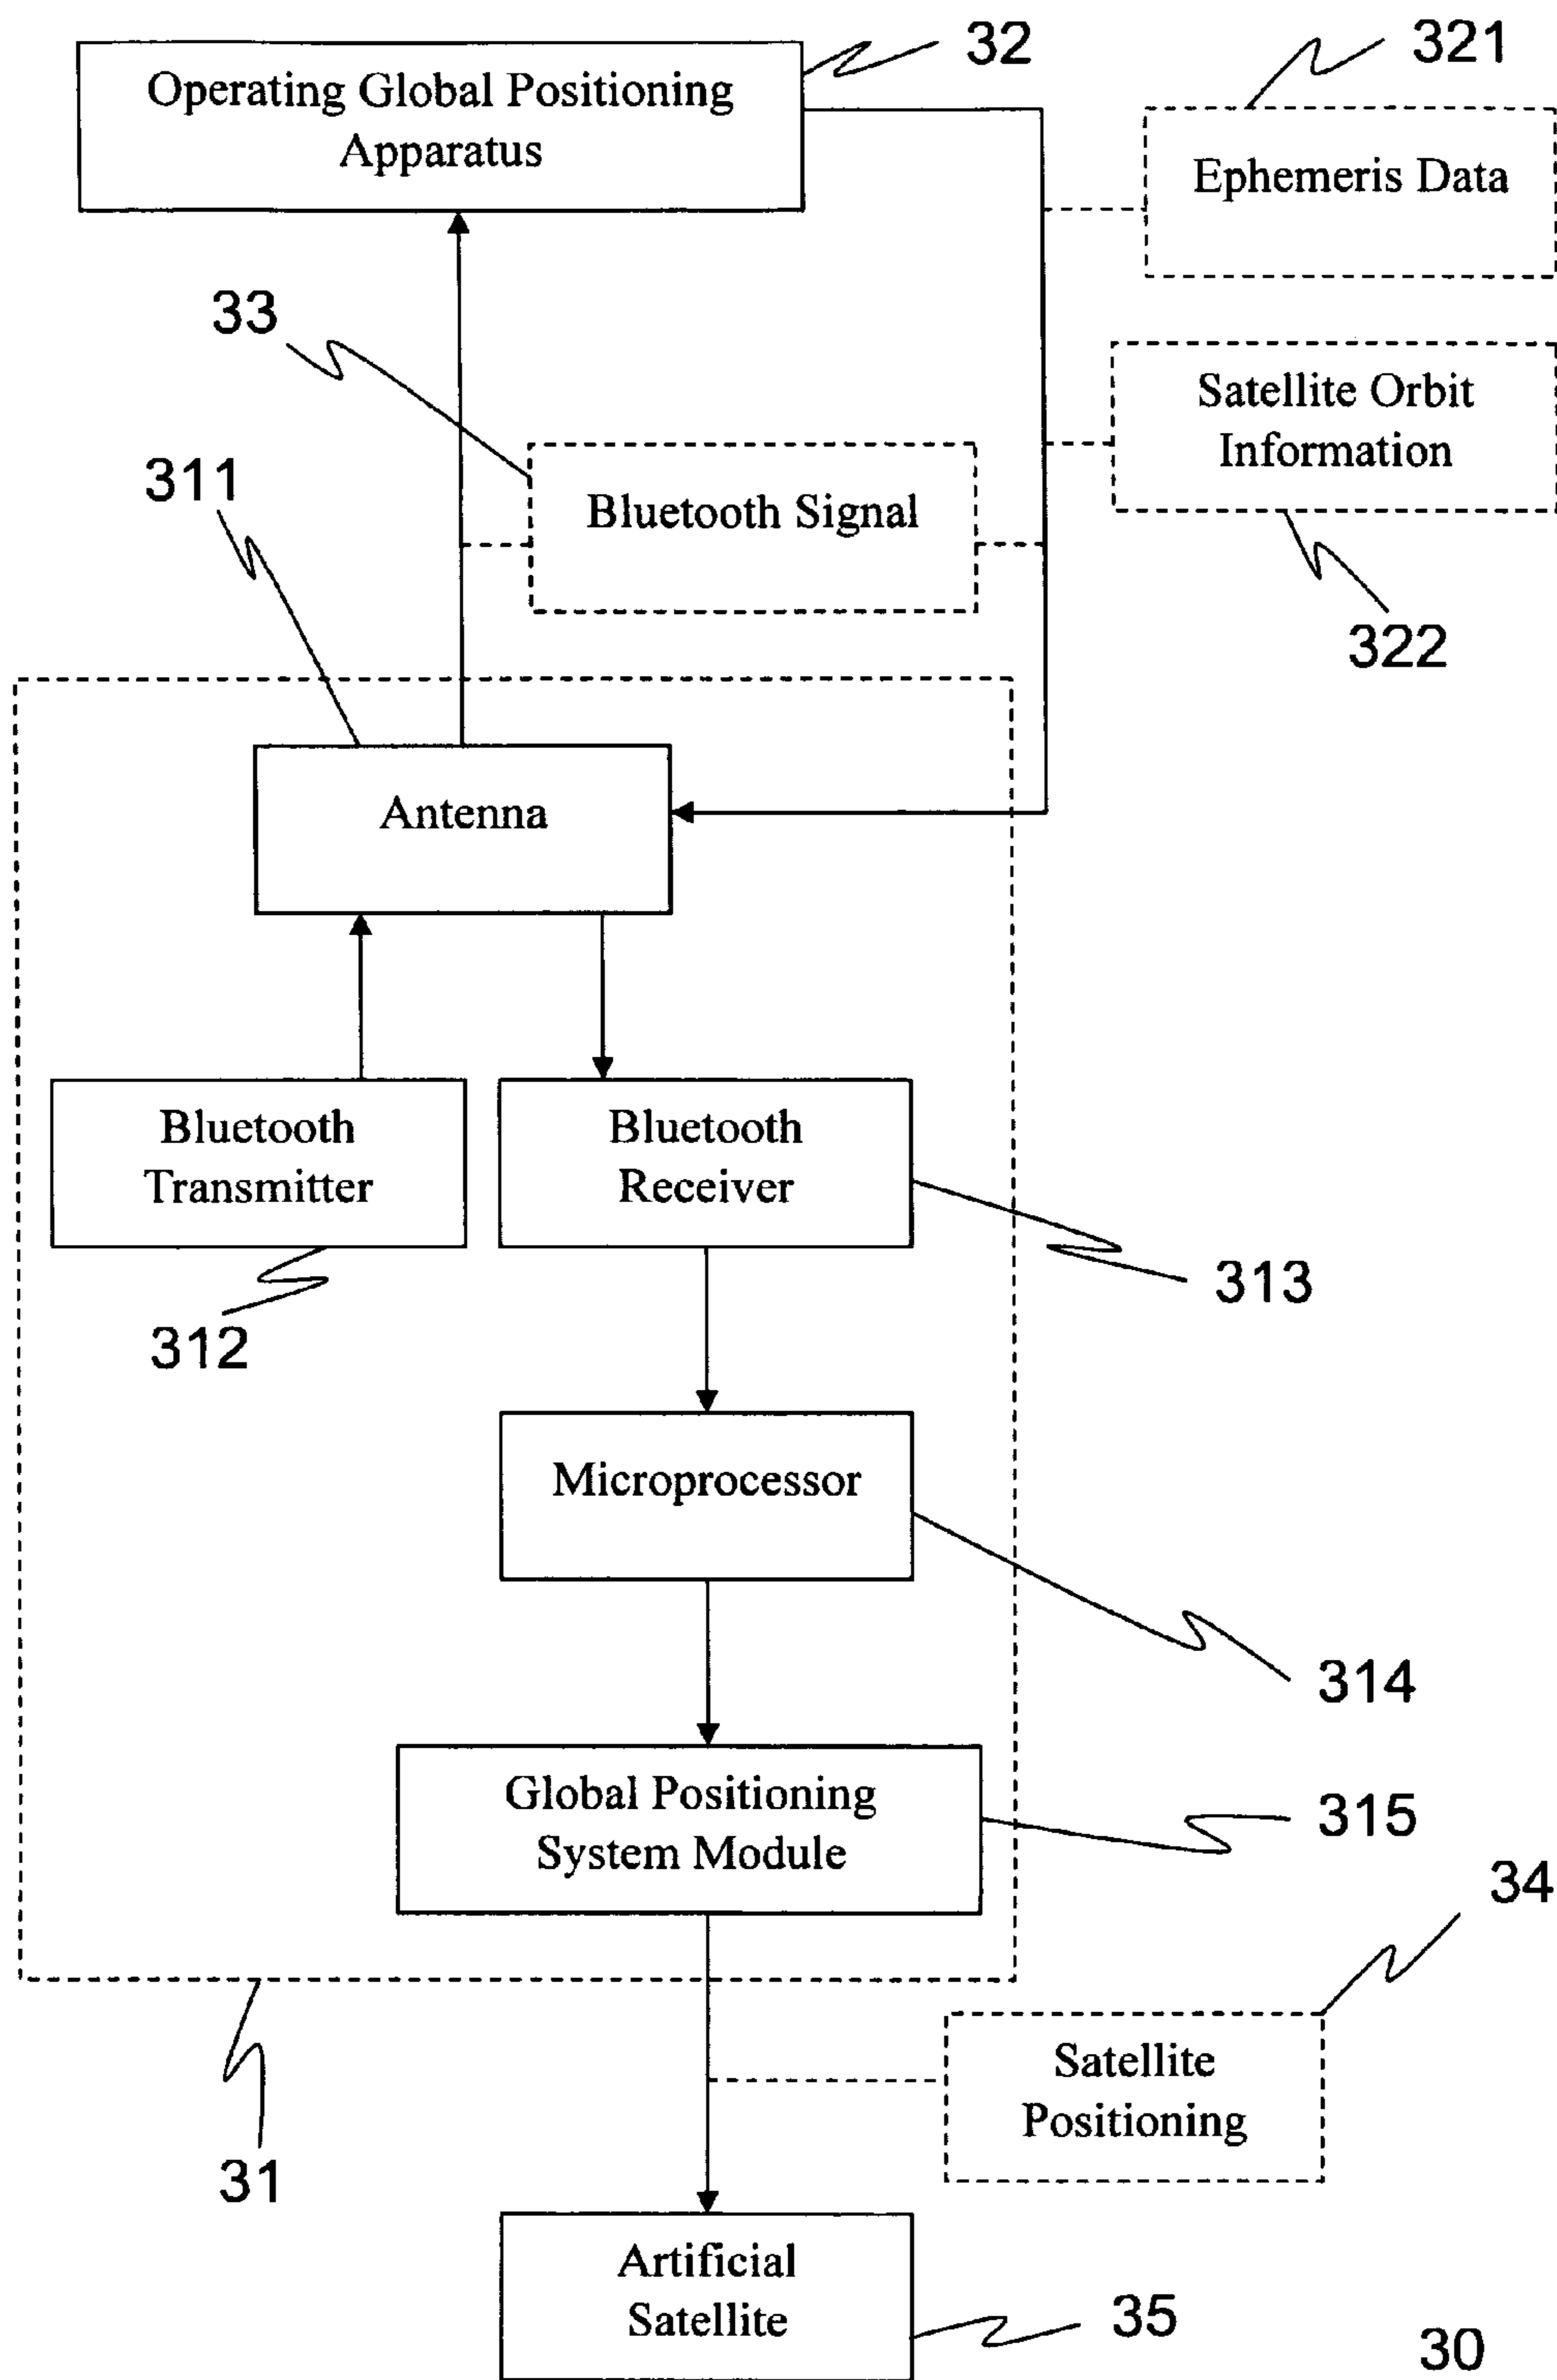 32
321
Operating Global Positioning
Apparatus
Ephemeris Data
33
Satellite Orbit
Information
311
Bluetooth Signal
322
Antenna
Bluetooth
Transmitter
Bluetooth
Receiver
313
312
Microprocessor
314
Global Positioning
System Module
315
34
Satellite
Positioning
31
Artificial
Satellite
35
30